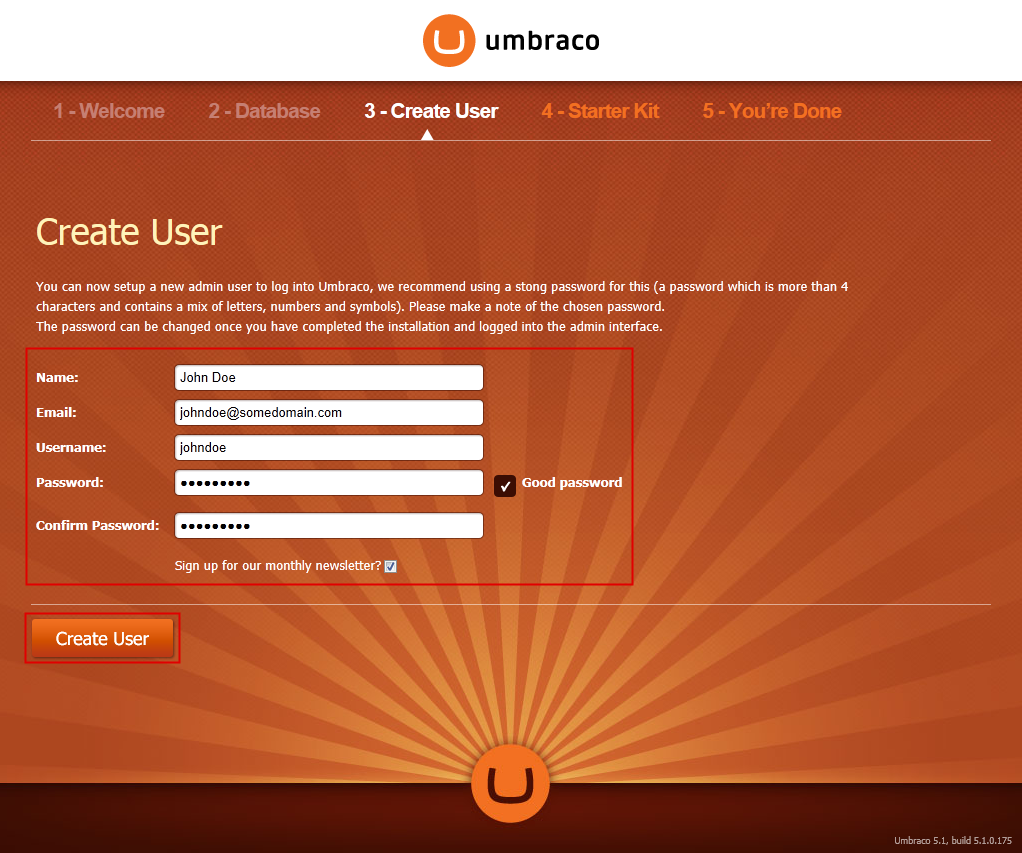 umbraco
1 - Welcome 2 - Database 3 - Create User 4 - Starter Kit 5 - You're Done
Create User
You can now setup a new admin user to log into Umbraco, we recommend using a stong password for this (a password which is more than 4
characters and contains a mix of letters, numbers and symbols). Please make a note of the chosen password.
The password can be changed once you have completed the installation and logged into the admin interface.
Name: John Doe
Email: johndoe@somedomain.com
Username: johndoe
Password: ●●●●●●●●● Good password
Confirm Password: ●●●●●●●●●
Sign up for our monthly newsletter?
Create User
Umbraco 5.1, build 5.1.0.175